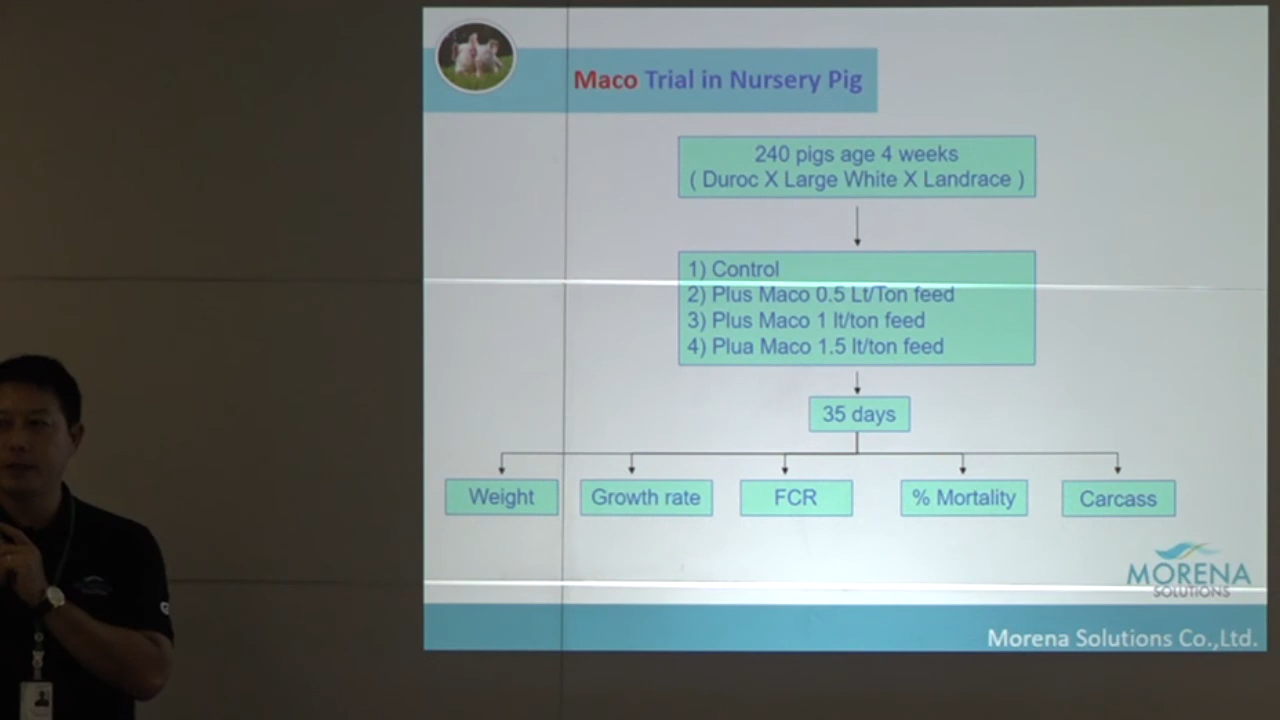 Maco Trial in Nursery Pig
240 pigs age 4 weeks
( Duroc X Large White X Landrace )
1) Control
2) Plus Maco 0.5 Lt/Ton feed
3) Plus Maco 1 lt/ton feed
4) Plua Maco 1.5 lt/ton feed
35 days
Weight
Growth rate
FCR
% Mortality
Carcass
MORENA
SOLUTIONS
Morena Solutions Co.,Ltd.